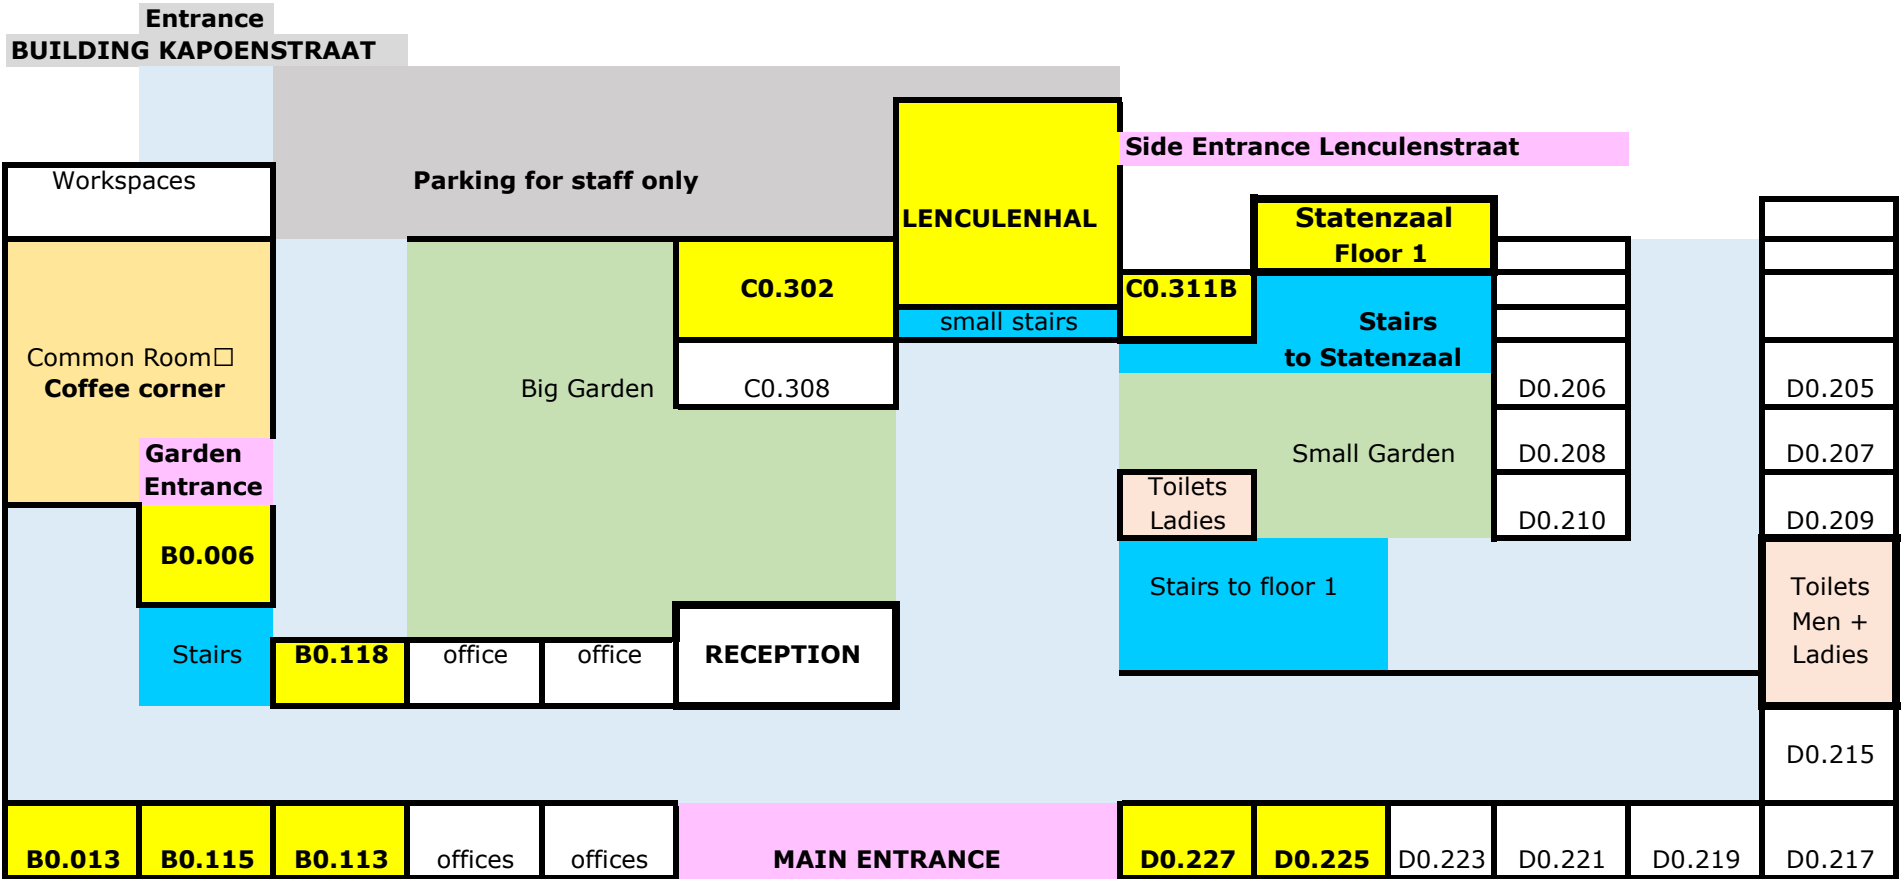 Entrance
BUILDING KAPOENSTRAAT
Side Entrance Lenculenstraat
Workspaces
Parking for staff only
LENCULENHAL
Statenzaal
Floor 1
C0.302
C0.311B
small stairs
Stairs
to Statenzaal
Common Room□
Coffee corner
Big Garden
C0.308
D0.206
D0.205
Garden
Entrance
Small Garden
D0.208
D0.207
Toilets
Ladies
D0.210
D0.209
B0.006
Stairs to floor 1
Toilets
Men +
Ladies
Stairs
B0.118
office
office
RECEPTION
D0.215
B0.013
B0.115
B0.113
offices
offices
MAIN ENTRANCE
D0.227
D0.225
D0.223
D0.221
D0.219
D0.217